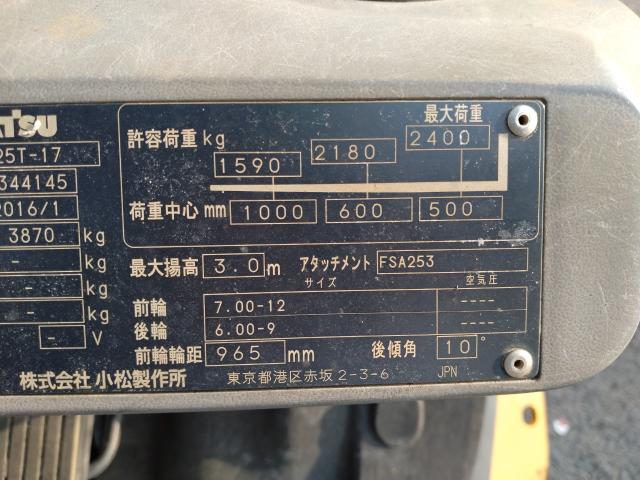 ATSU
25T-17
344145
2016/1
3870 kg
- kg
- kg
- V
最大荷重
許容荷重 kg 1590 2180 2400
荷重中心 mm 1000 600 500
最大揚高 3.0 m アタッチメント FSA253
サイズ 空気圧
前輪 7.00-12 ----
後輪 6.00-9 ----
前輪輪距 965 mm 後傾角 10°
株式会社 小松製作所 東京都港区赤坂 2-3-6 JPN